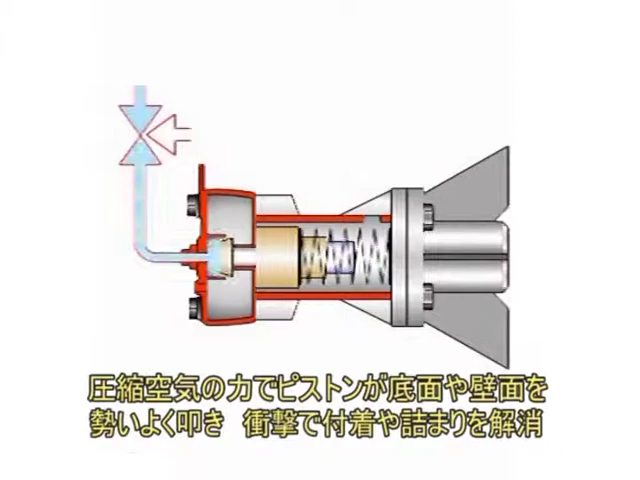 圧縮空気の力でピストンが底面や壁面を
勢いよく叩き　衝撃で付着や詰まりを解消